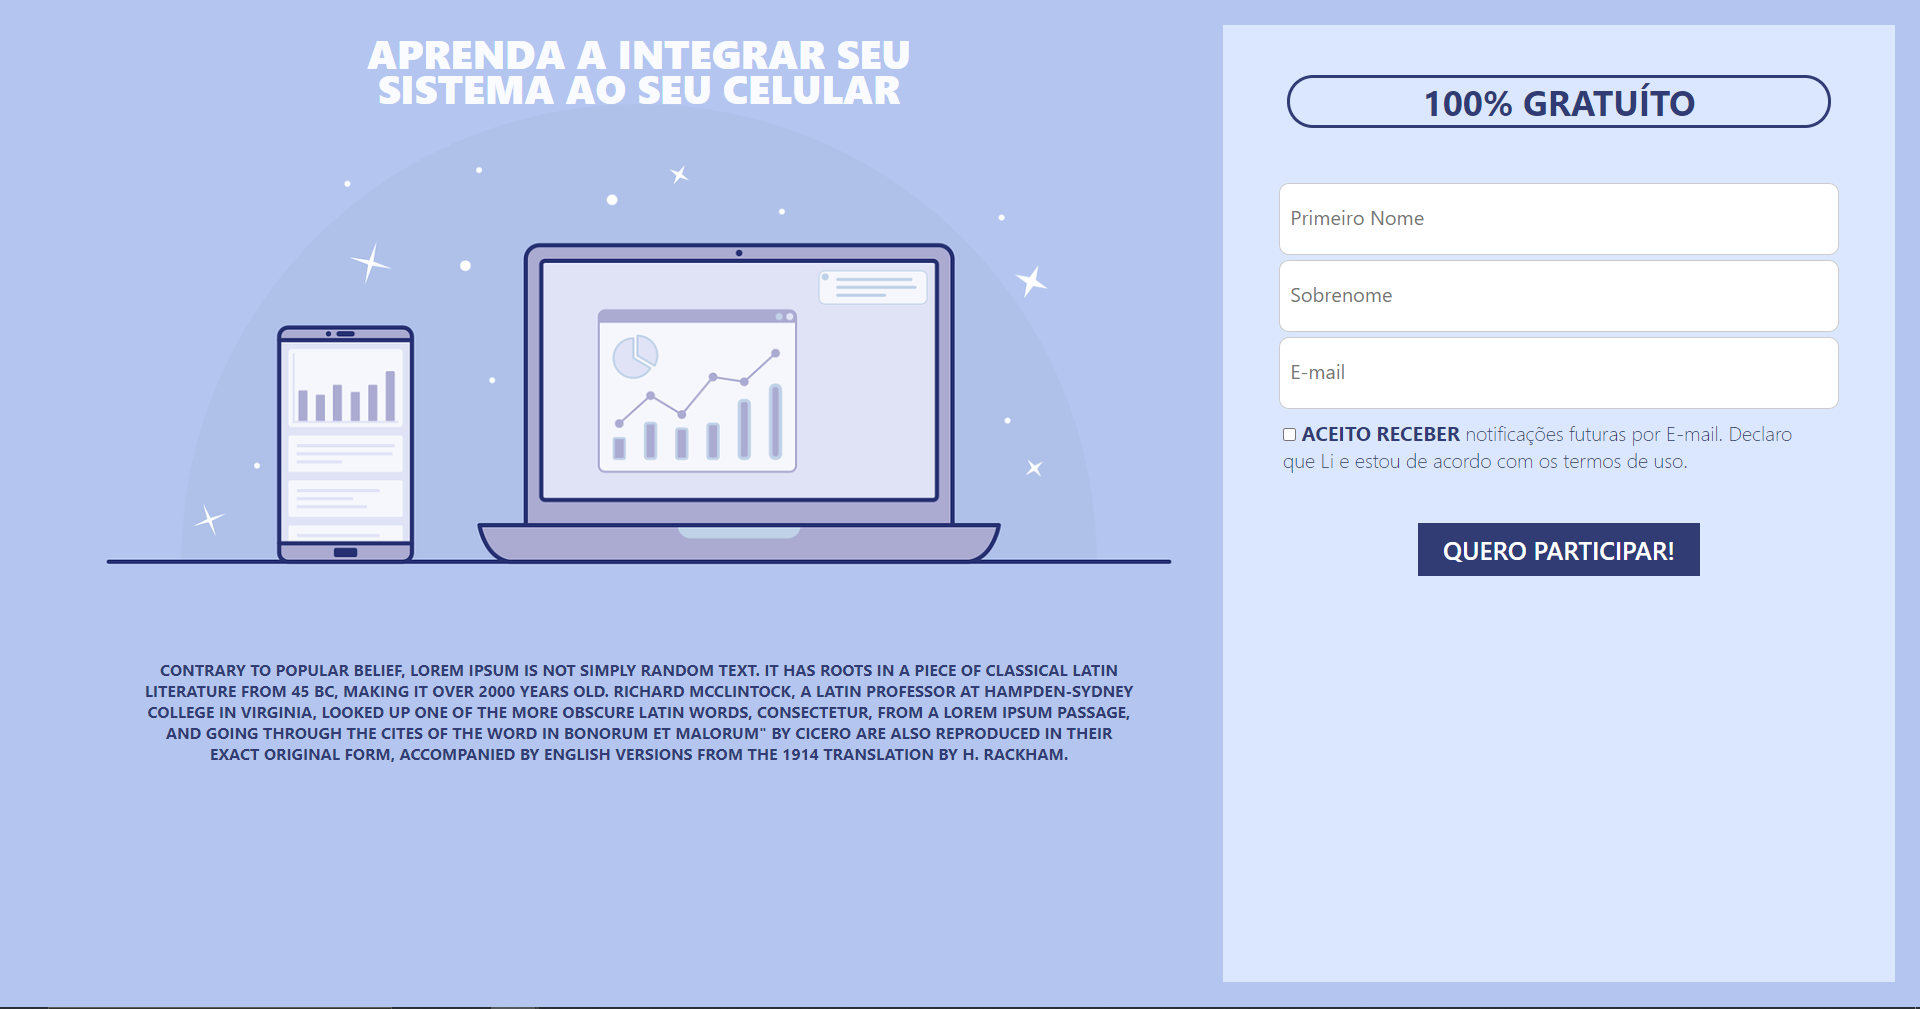 APRENDA A INTEGRAR SEU
SISTEMA AO SEU CELULAR
CONTRARY TO POPULAR BELIEF, LOREM IPSUM IS NOT SIMPLY RANDOM TEXT. IT HAS ROOTS IN A PIECE OF CLASSICAL LATIN
LITERATURE FROM 45 BC, MAKING IT OVER 2000 YEARS OLD. RICHARD MCCLINTOCK, A LATIN PROFESSOR AT HAMPDEN-SYDNEY
COLLEGE IN VIRGINIA, LOOKED UP ONE OF THE MORE OBSCURE LATIN WORDS, CONSECTETUR, FROM A LOREM IPSUM PASSAGE,
AND GOING THROUGH THE CITES OF THE WORD IN BONORUM ET MALORUM" BY CICERO ARE ALSO REPRODUCED IN THEIR
EXACT ORIGINAL FORM, ACCOMPANIED BY ENGLISH VERSIONS FROM THE 1914 TRANSLATION BY H. RACKHAM.
100% GRATUÍTO
Primeiro Nome
Sobrenome
E-mail
ACEITO RECEBER notificações futuras por E-mail. Declaro
que Li e estou de acordo com os termos de uso.
QUERO PARTICIPAR!